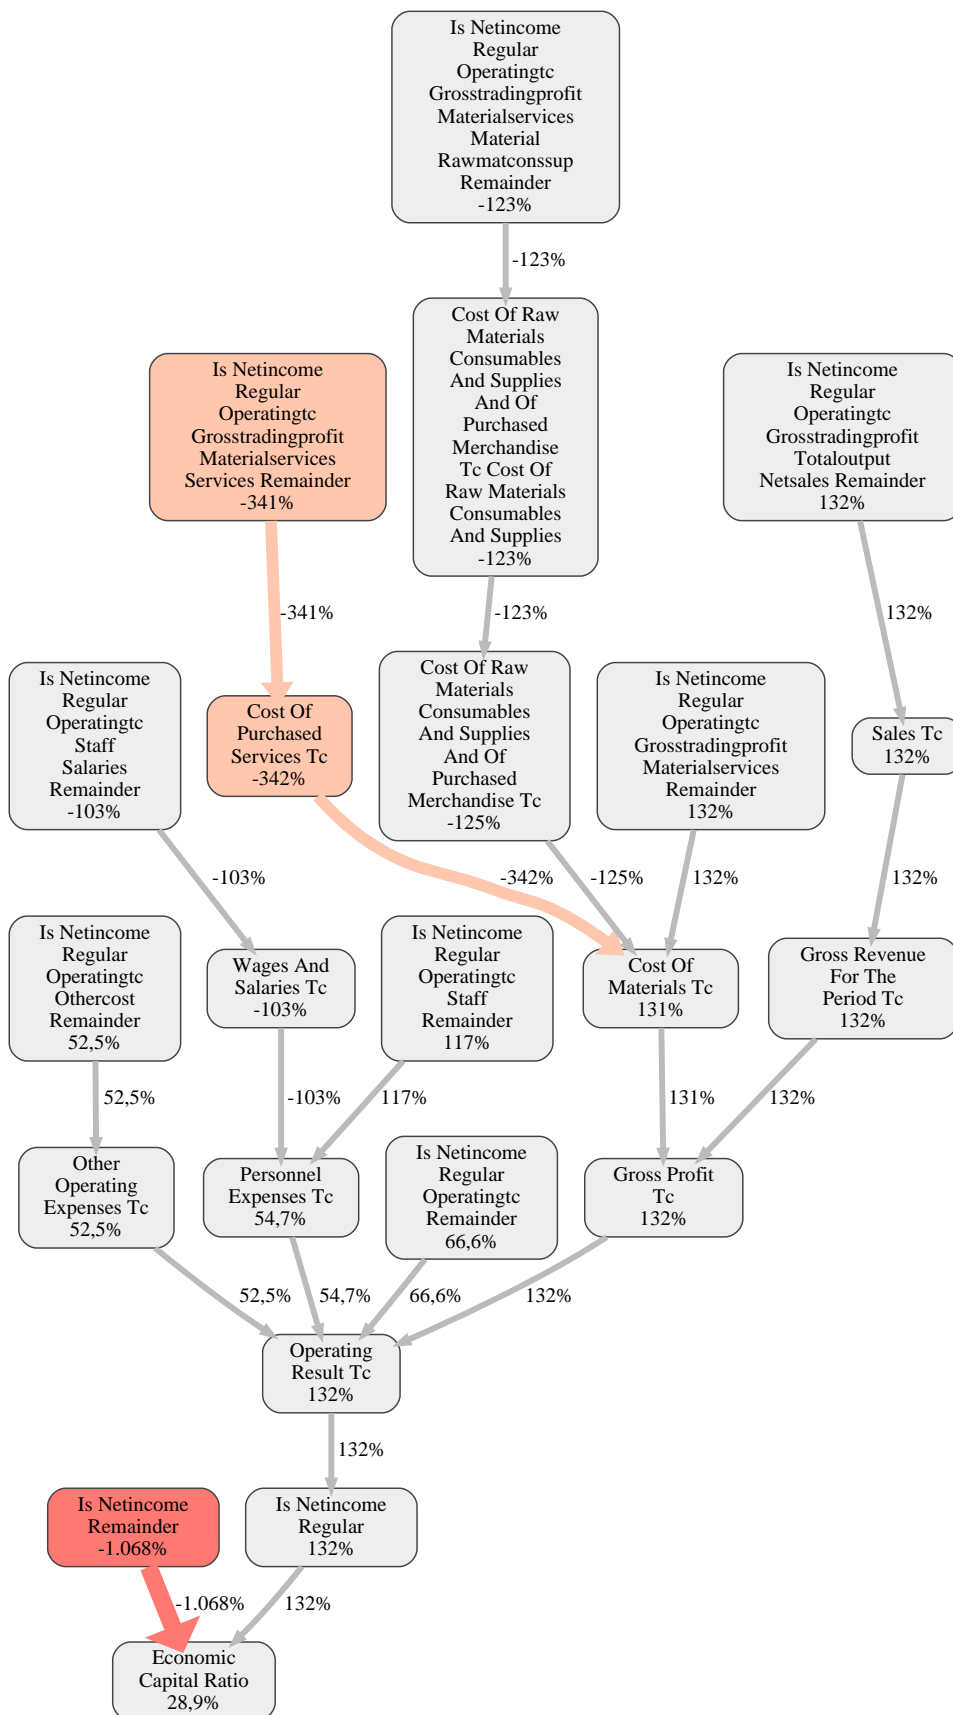 Is Netincome
Regular
Operatingtc
Grosstradingprofit
Materialservices
Material
Rawmatconssup
Remainder
-123%
-123%
Cost Of Raw
Materials
Consumables
And Supplies
And Of
Purchased
Merchandise
Tc Cost Of
Raw Materials
Consumables
And Supplies
-123%
Is Netincome
Regular
Operatingtc
Grosstradingprofit
Materialservices
Services Remainder
-341%
Is Netincome
Regular
Operatingtc
Grosstradingprofit
Totaloutput
Netsales Remainder
132%
-341%
-123%
132%
Is Netincome
Regular
Operatingtc
Staff
Salaries
Remainder
-103%
Cost Of
Purchased
Services Tc
-342%
Cost Of Raw
Materials
Consumables
And Supplies
And Of
Purchased
Merchandise Tc
-125%
Is Netincome
Regular
Operatingtc
Grosstradingprofit
Materialservices
Remainder
132%
Sales Tc
132%
-103%
-342%
-125%
132%
132%
Is Netincome
Regular
Operatingtc
Othercost
Remainder
52,5%
Wages And
Salaries Tc
-103%
Is Netincome
Regular
Operatingtc
Staff
Remainder
117%
Cost Of
Materials Tc
131%
Gross Revenue
For The
Period Tc
132%
52,5%
-103%
117%
131%
132%
Other
Operating
Expenses Tc
52,5%
Personnel
Expenses Tc
54,7%
Is Netincome
Regular
Operatingtc
Remainder
66,6%
Gross Profit
Tc
132%
52,5%
54,7%
66,6%
132%
Operating
Result Tc
132%
132%
Is Netincome
Remainder
-1.068%
Is Netincome
Regular
132%
-1.068%
132%
Economic
Capital Ratio
28,9%